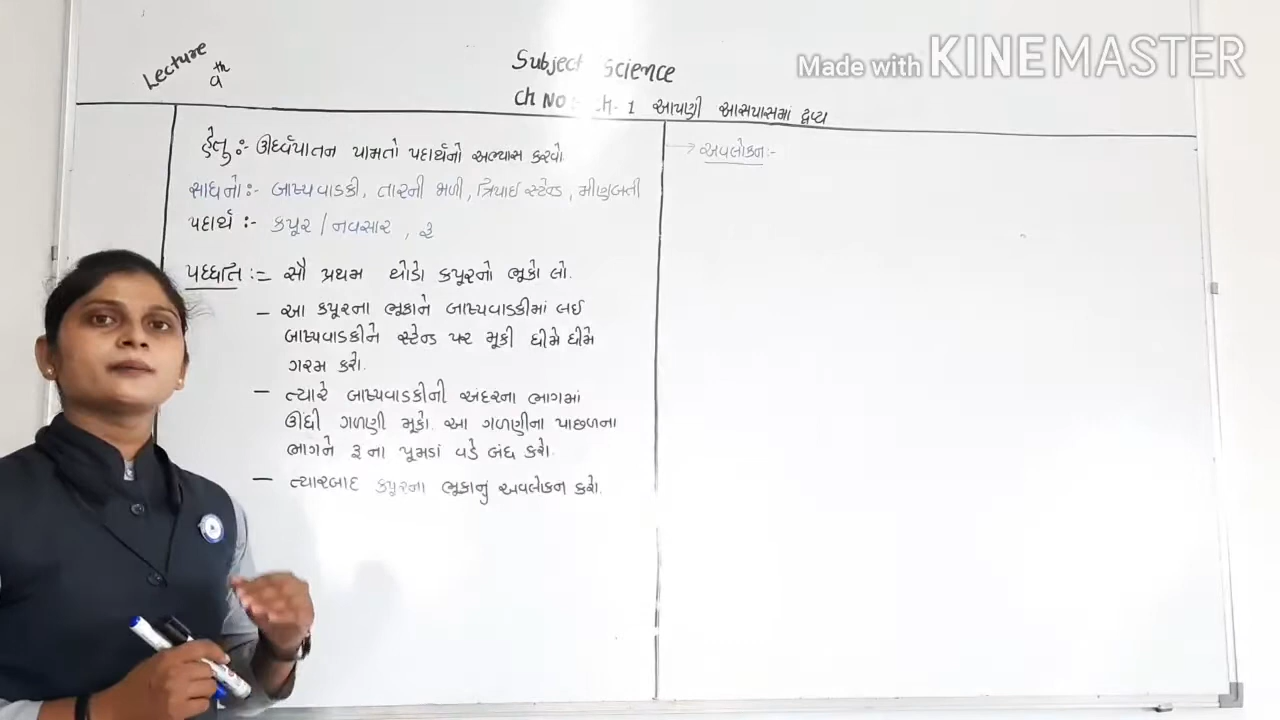 Made with KINEMASTER
Lecture
9th
Subject Science
Ch No: Ch-1 આપણી આસપાસમાં દ્રવ્ય
હેતુ :- ઊર્ધ્વપાતન પામતો પદાર્થનો અભ્યાસ કરવો.
સાધનો :- બાષ્પવાડકી, તારની જાળી, ત્રિપાઈ સ્ટેન્ડ, મીણબત્તી
પદાર્થ :- કપૂર / નવસાર, રૂ
પદ્ધતિ := સૌ પ્રથમ થોડો કપૂરનો ભૂકો લો.
– આ કપૂરના ભૂકાને બાષ્પવાડકીમાં લઈ
બાષ્પવાડકીને સ્ટેન્ડ પર મૂકી ધીમે ધીમે
ગરમ કરો.
– ત્યારે બાષ્પવાડકીની અંદરના ભાગમાં
ઊંધી ગળણી મૂકો. આ ગળણીના પાછળના
ભાગને રૂ ના પૂમડાં વડે બંધ કરો.
– ત્યારબાદ કપૂરના ભૂકાનું અવલોકન કરો.
→ અવલોકન :-